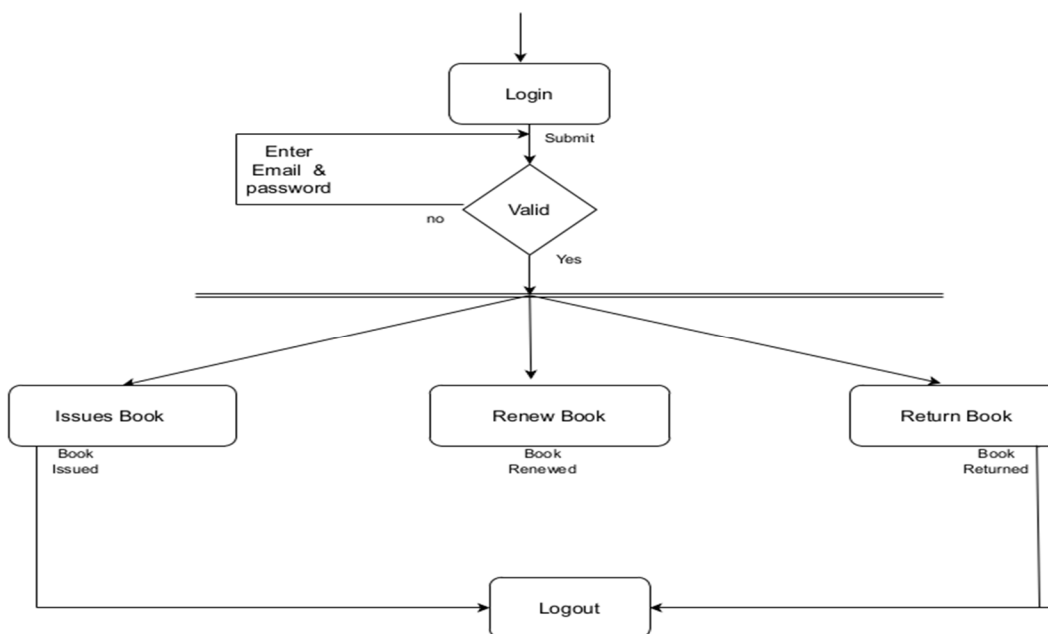 Login
Submit
Enter
Email &
password
Valid
no
Yes
Issues Book
Renew Book
Return Book
Book
Issued
Book
Renewed
Book
Returned
Logout